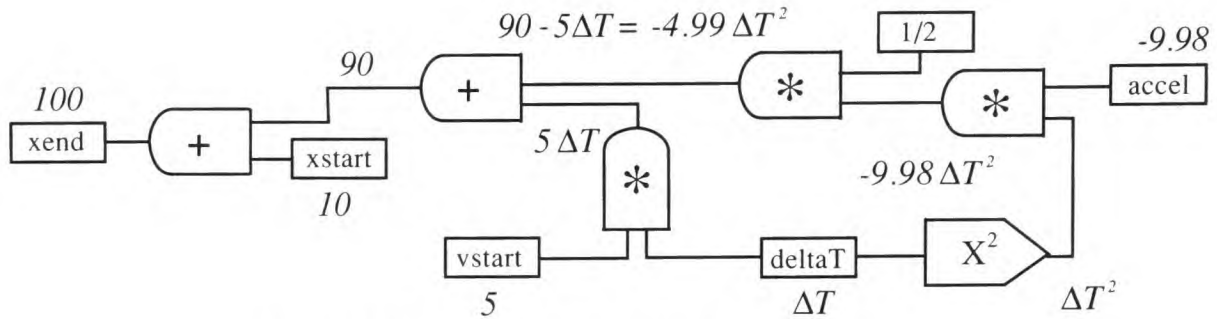 90 - 5ΔT = -4.99 ΔT²
1/2
-9.98
90
+
*
*
accel
100
xend
+
xstart
10
5 ΔT
*
-9.98 ΔT²
vstart
5
deltaT
ΔT
X²
ΔT²